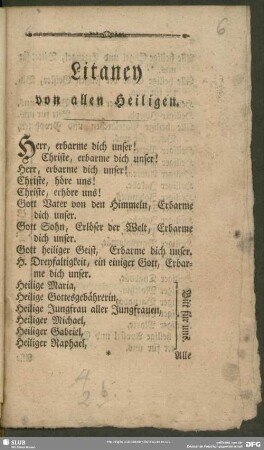 6
Litaney
von allen Heiligen.
Herr, erbarme dich unser!
Christe, erbarme dich unser!
Herr, erbarme dich unser!
Christe, höre uns!
Christe, erhöre uns!
Gott Vater von den Himmeln, Erbarme
dich unser.
Gott Sohn, Erlöser der Welt, Erbarme
dich unser.
Gott heiliger Geist, Erbarme dich unser.
H. Dreyfaltigkeit, ein einiger Gott, Erbar-
me dich unser.
Heilige Maria,
Heilige Gottesgebährerin,
Heilige Jungfrau aller Jungfrauen,
Heiliger Michael,
Heiliger Gabriel,
Heiliger Raphael,
Bitt für uns.
Alle
SLUB
DFG